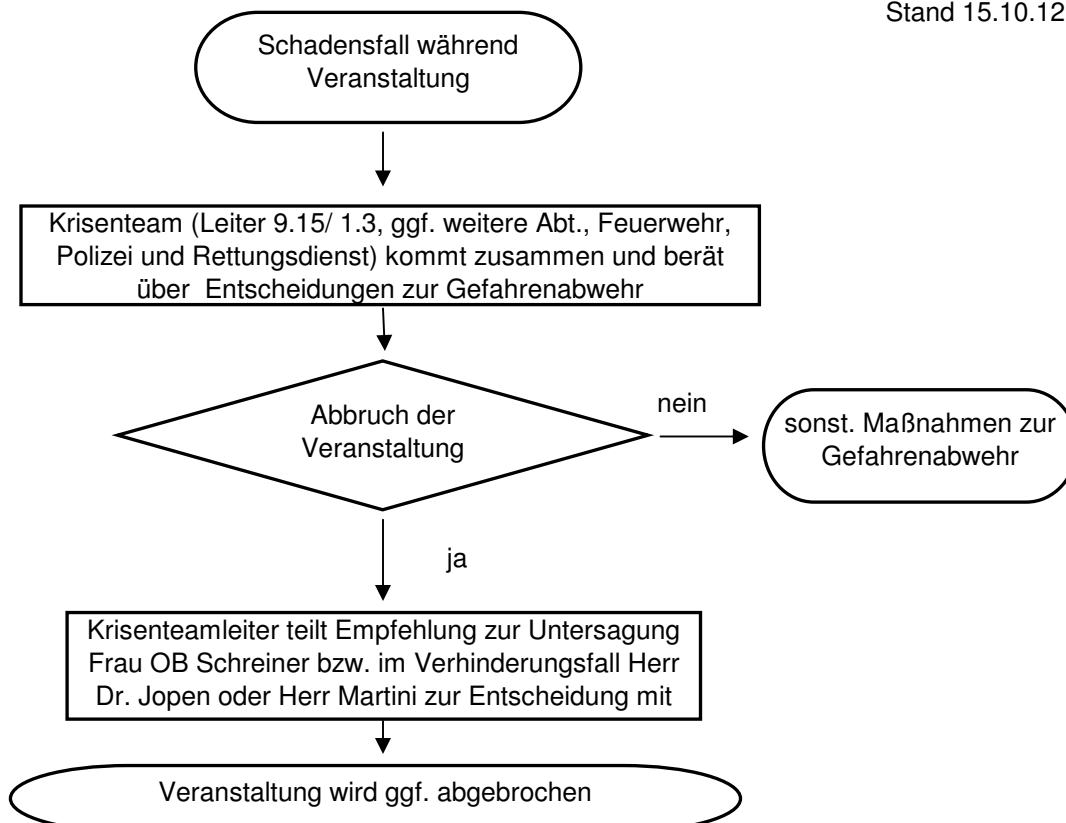 Stand 15.10.12
Schadensfall während
Veranstaltung
Krisenteam (Leiter 9.15/ 1.3, ggf. weitere Abt., Feuerwehr,
Polizei und Rettungsdienst) kommt zusammen und berät
über Entscheidungen zur Gefahrenabwehr
Abbruch der
Veranstaltung
nein
sonst. Maßnahmen zur
Gefahrenabwehr
ja
Krisenteamleiter teilt Empfehlung zur Untersagung
Frau OB Schreiner bzw. im Verhinderungsfall Herr
Dr. Jopen oder Herr Martini zur Entscheidung mit
Veranstaltung wird ggf. abgebrochen